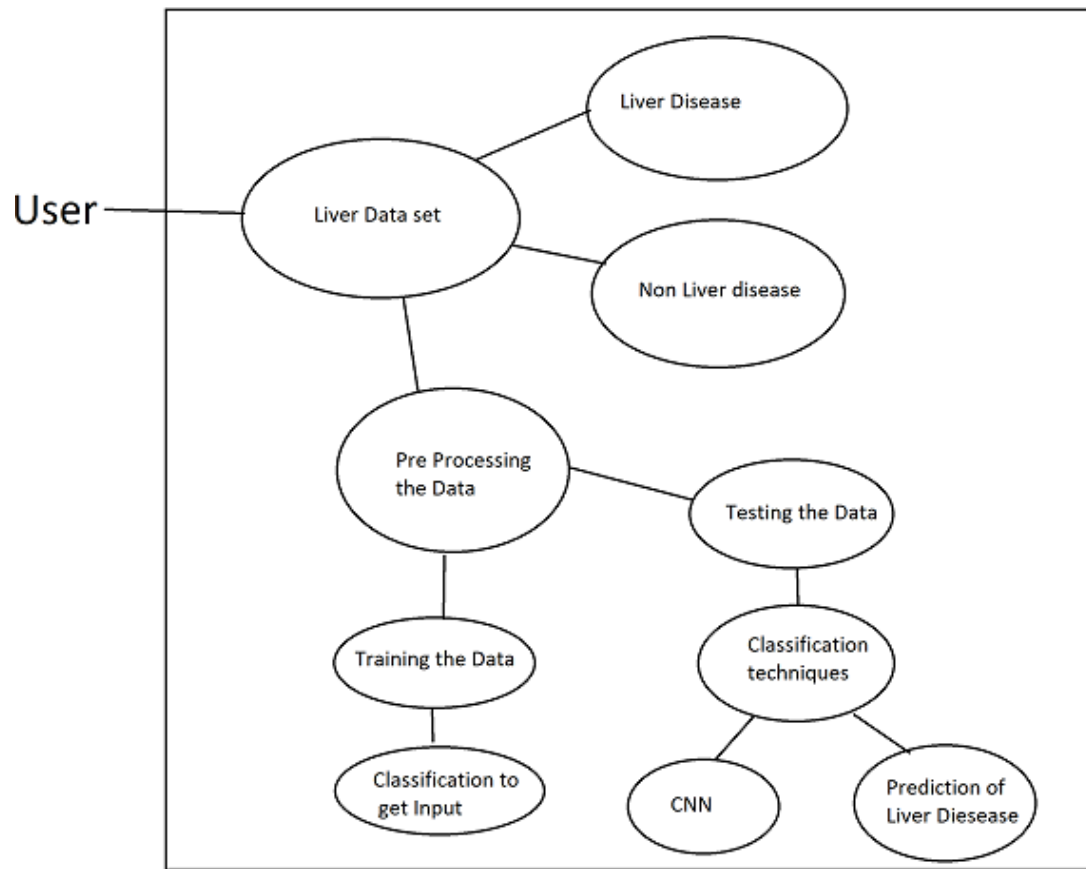 Liver Disease
User
Liver Data set
Non Liver disease
Pre Processing
the Data
Testing the Data
Training the Data
Classification
techniques
Classification to
get Input
CNN
Prediction of
Liver Diesease